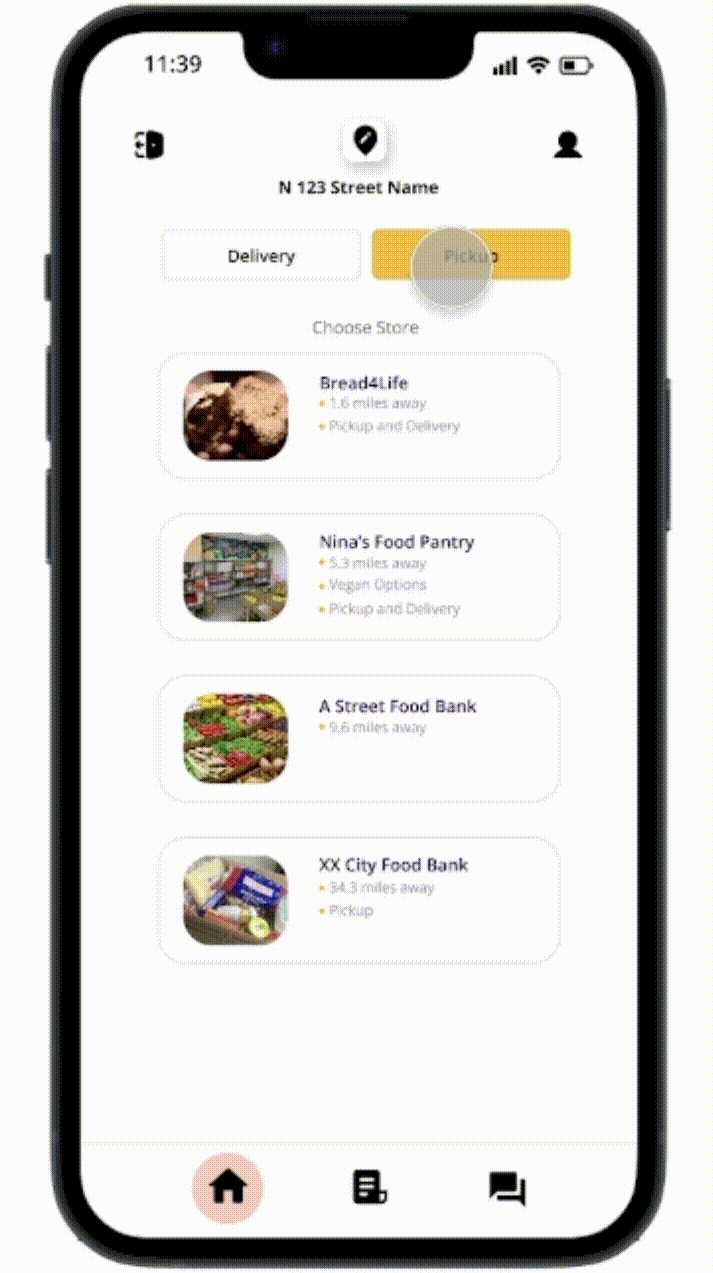 11:39
N 123 Street Name
Delivery
Pickup
Choose Store
Bread4Life
1.6 miles away
Pickup and Delivery
Nina's Food Pantry
5.3 miles away
Vegan Options
Pickup and Delivery
A Street Food Bank
9.6 miles away
XX City Food Bank
34.3 miles away
Pickup